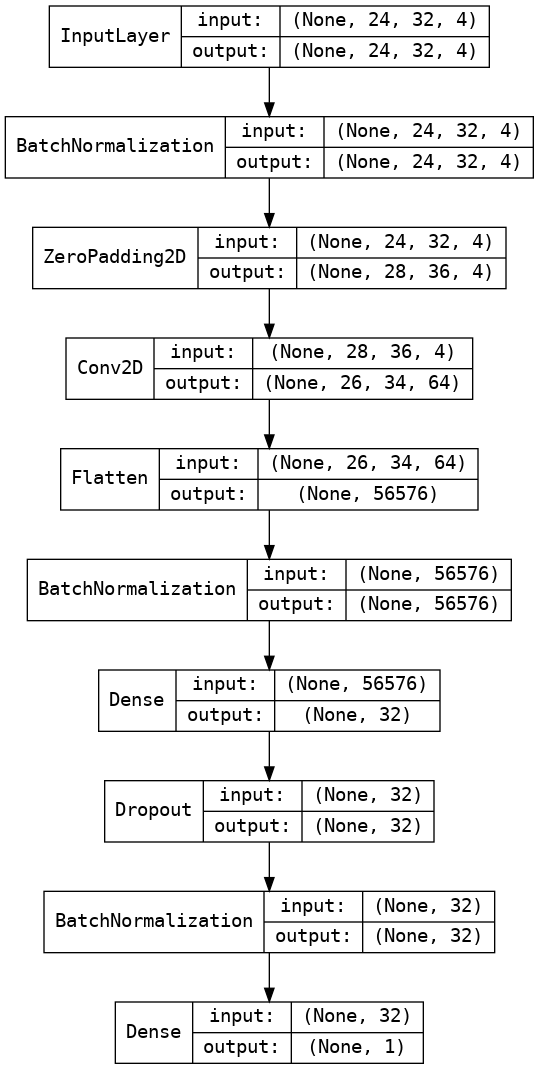 InputLayer input: (None, 24, 32, 4)
output: (None, 24, 32, 4)
BatchNormalization input: (None, 24, 32, 4)
output: (None, 24, 32, 4)
ZeroPadding2D input: (None, 24, 32, 4)
output: (None, 28, 36, 4)
Conv2D input: (None, 28, 36, 4)
output: (None, 26, 34, 64)
Flatten input: (None, 26, 34, 64)
output: (None, 56576)
BatchNormalization input: (None, 56576)
output: (None, 56576)
Dense input: (None, 56576)
output: (None, 32)
Dropout input: (None, 32)
output: (None, 32)
BatchNormalization input: (None, 32)
output: (None, 32)
Dense input: (None, 32)
output: (None, 1)